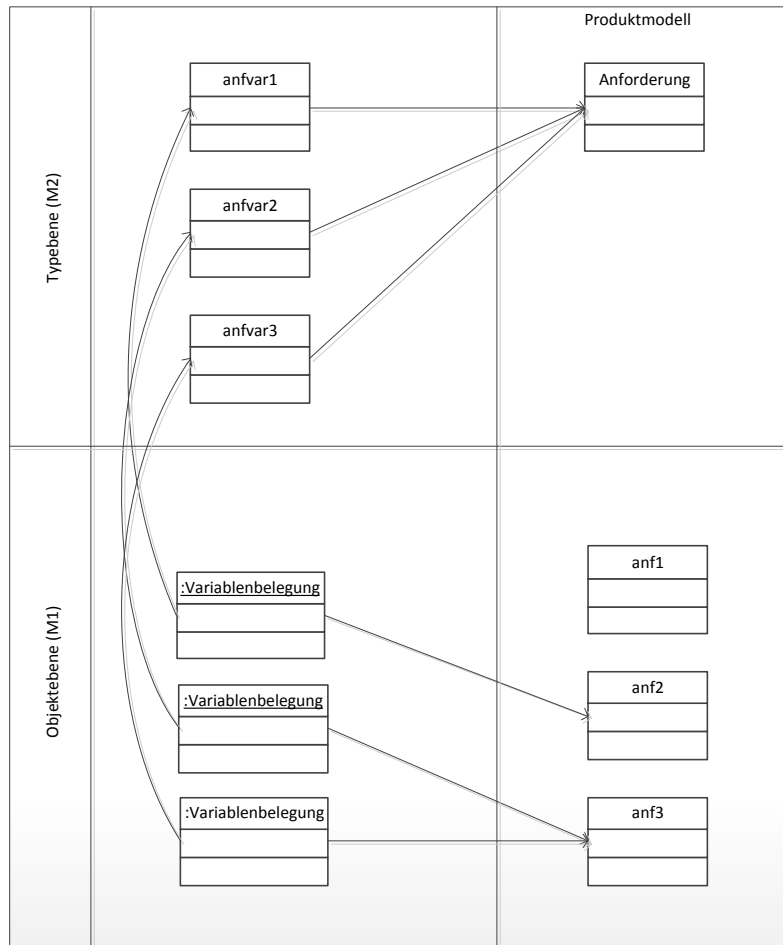 Produktmodell
Typebene (M2)
anfvar1
Anforderung
anfvar2
anfvar3
Objektebene (M1)
:Variablenbelegung
anf1
:Variablenbelegung
anf2
:Variablenbelegung
anf3